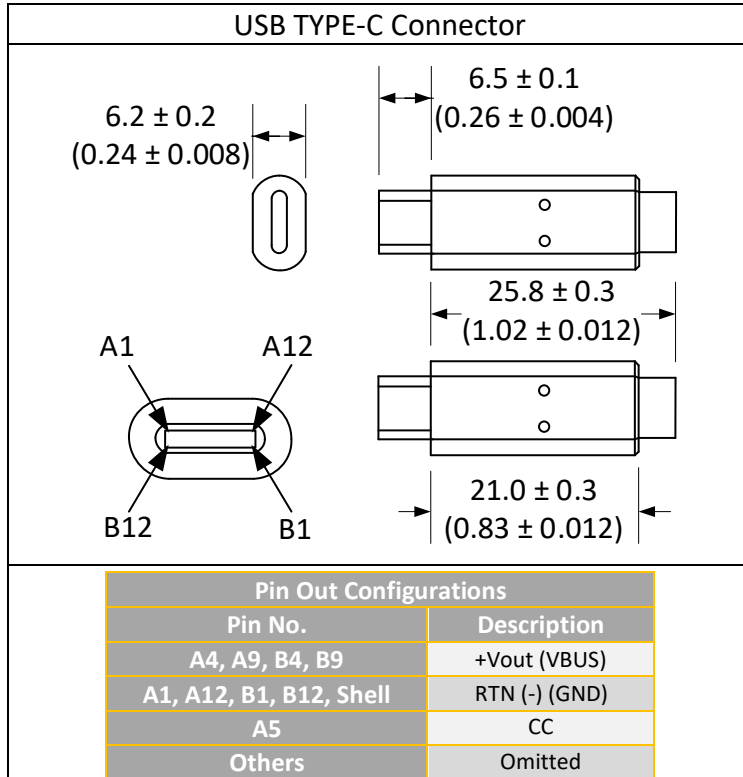 USB TYPE-C Connector
6.5 ± 0.1
(0.26 ± 0.004)
6.2 ± 0.2
(0.24 ± 0.008)
25.8 ± 0.3
(1.02 ± 0.012)
A1
A12
B12
B1
21.0 ± 0.3
(0.83 ± 0.012)
Pin Out Configurations
Pin No. Description
A4, A9, B4, B9 +Vout (VBUS)
A1, A12, B1, B12, Shell RTN (-) (GND)
A5 CC
Others Omitted